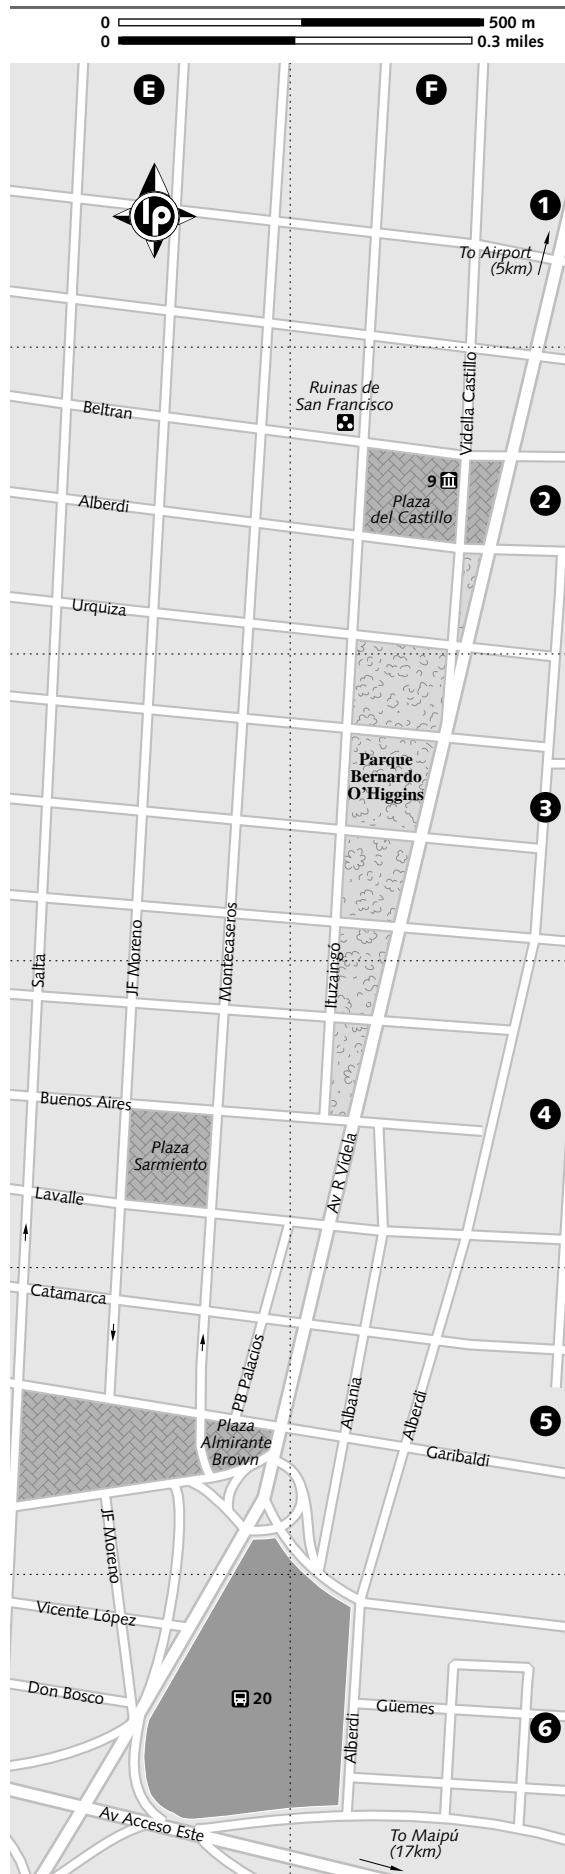 0 500 m
0 0.3 miles
E
F
lp
1
To Airport
(5km)
Ruinas de
San Francisco
Vidella Castillo
Beltran
9
Plaza
del Castillo
2
Alberdi
Urquiza
Parque
Bernardo
O'Higgins
3
Salta
JF Moreno
Montecaseros
Ituzaingó
Buenos Aires
4
Plaza
Sarmiento
Av R Videla
Lavalle
Catamarca
PB Palacios
Albania
Alberdi
5
Plaza
Almirante
Brown
Garibaldi
JF Moreno
Vicente López
Don Bosco
20
Güemes
6
Alberdi
Av Acceso Este
To Maipú
(17km)